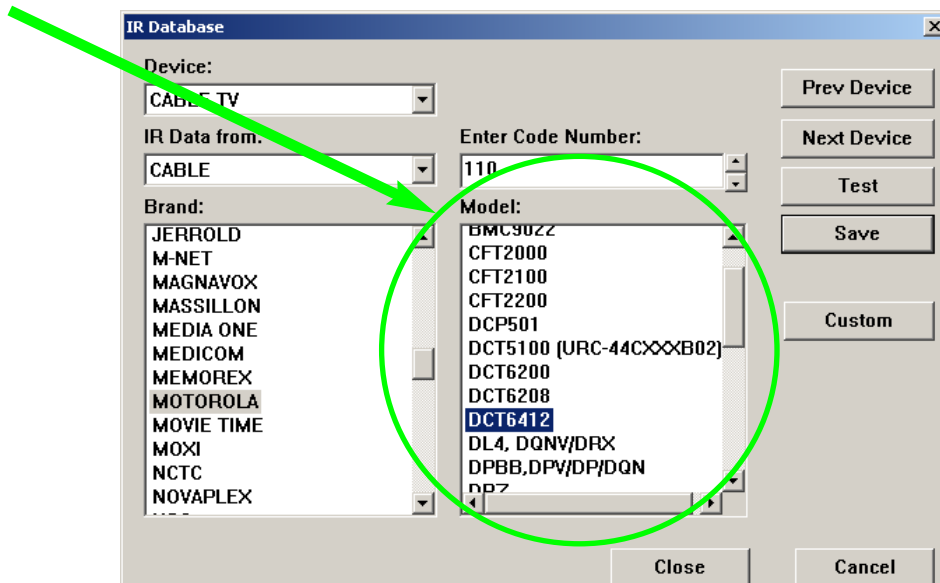 IR Database
Device:
CABLE TV
IR Data from:
CABLE
Enter Code Number:
110
Brand:
JERROLD
M-NET
MAGNAVOX
MASSILLON
MEDIA ONE
MEDICOM
MEMOREX
MOTOROLA
MOVIE TIME
MOXI
NCTC
NOVAPLEX
Model:
BMC9022
CFT2000
CFT2100
CFT2200
DCP501
DCT5100 (URC-44CXXXB02)
DCT6200
DCT6208
DCT6412
DL4, DQNV/DRX
DPBB,DPV/DP/DQN
DPZ
Prev Device
Next Device
Test
Save
Custom
Close
Cancel